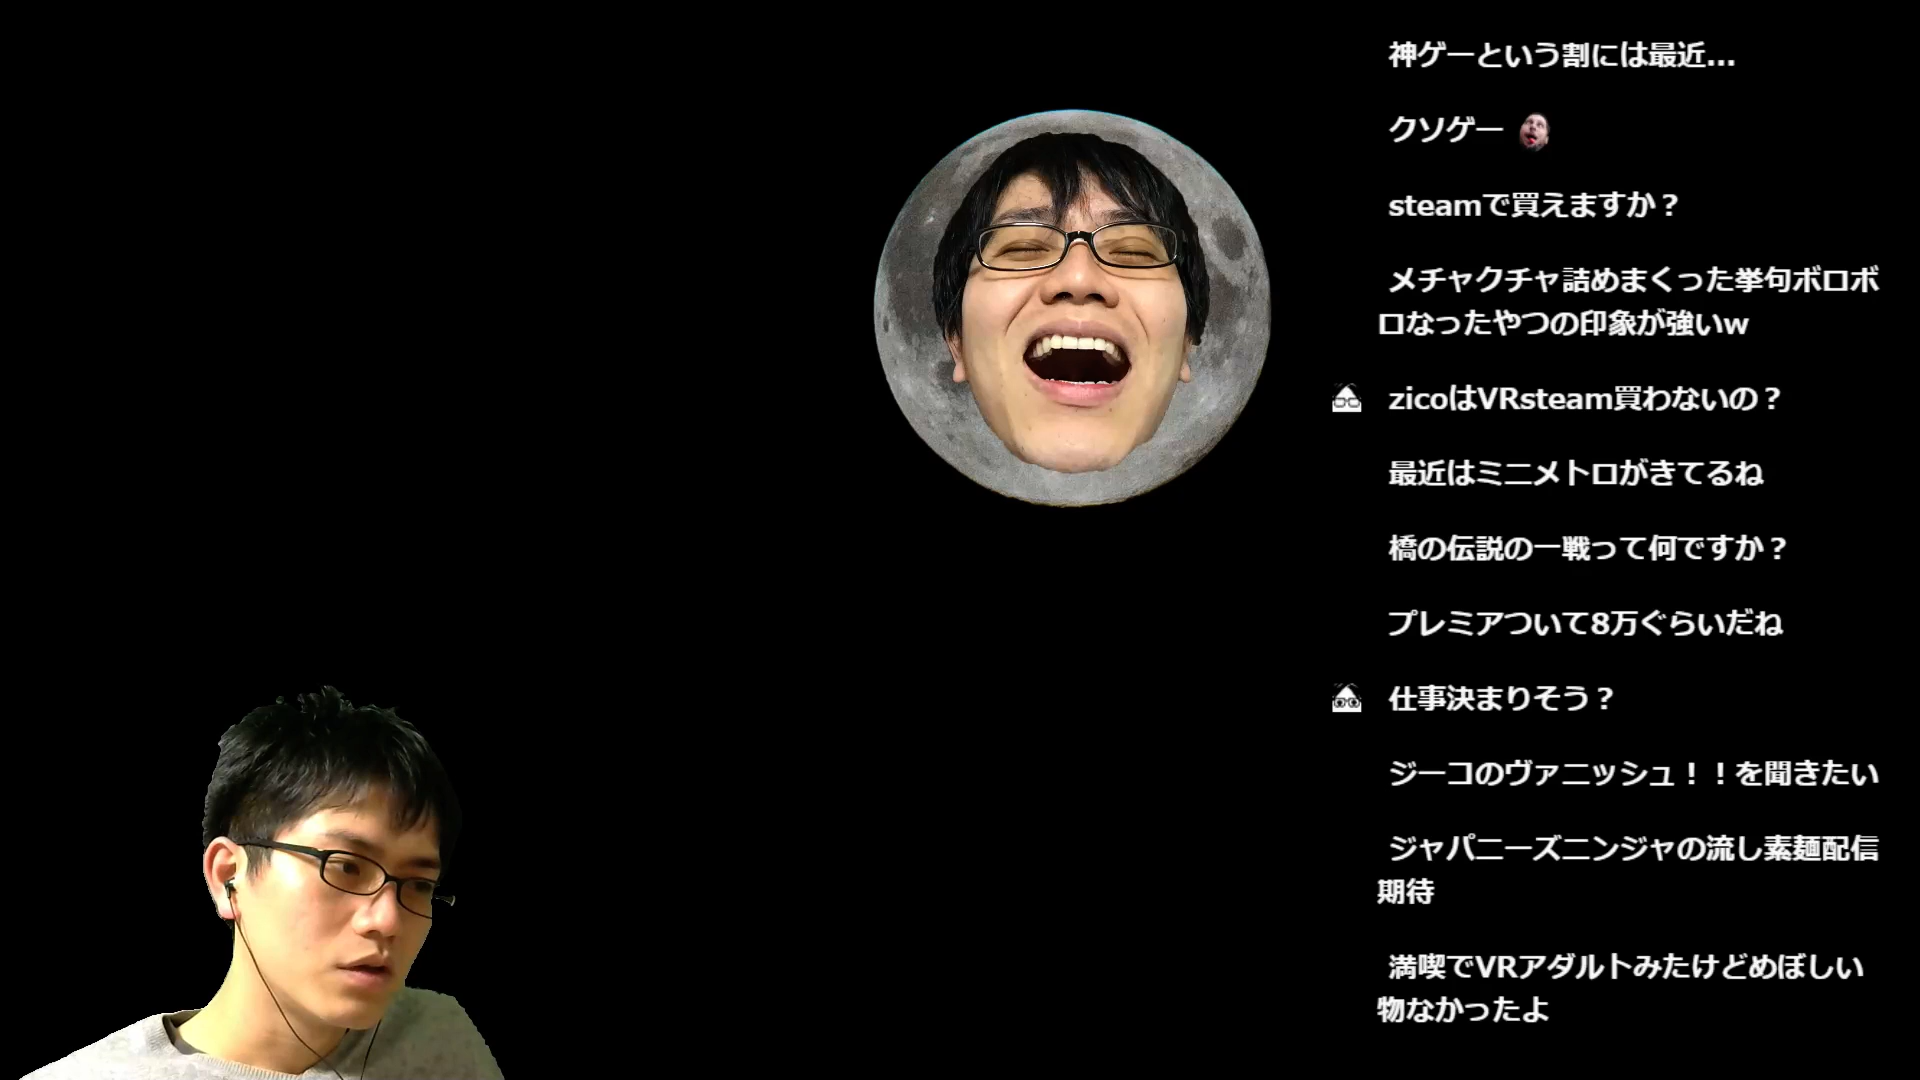 神ゲーという割には最近...
クソゲー
steamで買えますか？
メチャクチャ詰めまくった挙句ボロボ
ロなったやつの印象が強いw
zicoはVRsteam買わないの？
最近はミニメトロがきてるね
橋の伝説の一戦って何ですか？
プレミアついて8万ぐらいだね
仕事決まりそう？
ジーコのヴァニッシュ！！を聞きたい
ジャパニーズニンジャの流し素麺配信
期待
満喫でVRアダルトみたけどめぼしい
物なかったよ